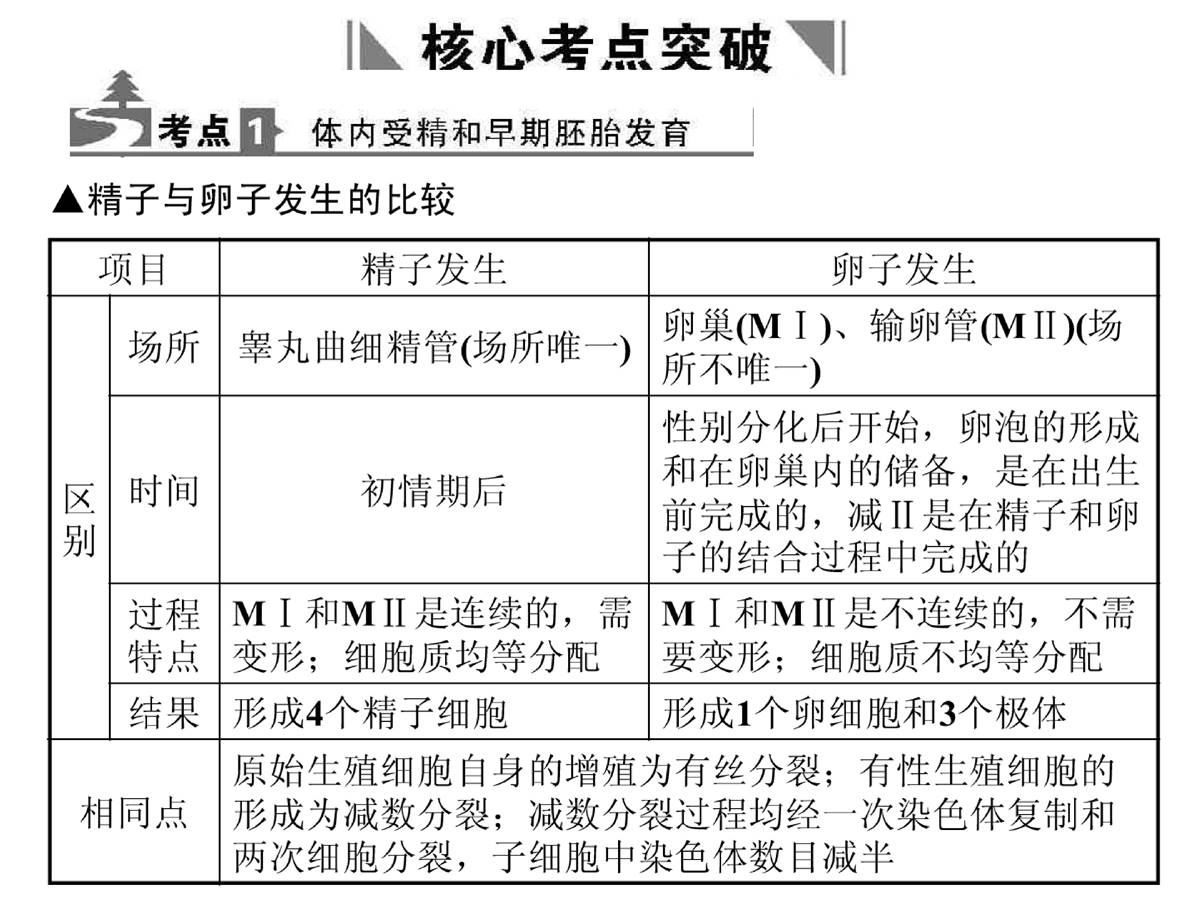 核心考点突破
考点1 体内受精和早期胚胎发育
▲精子与卵子发生的比较
项目 精子发生 卵子发生
区别
场所
睾丸曲细精管(场所唯一)
卵巢(MⅠ)、输卵管(MⅡ)(场
所不唯一)
时间
初情期后
性别分化后开始，卵泡的形成
和在卵巢内的储备，是在出生
前完成的，减Ⅱ是在精子和卵
子的结合过程中完成的
过程
特点
MⅠ和MⅡ是连续的，需
变形；细胞质均等分配
MⅠ和MⅡ是不连续的，不需
要变形；细胞质不均等分配
结果
形成4个精子细胞
形成1个卵细胞和3个极体
相同点
原始生殖细胞自身的增殖为有丝分裂；有性生殖细胞的
形成为减数分裂；减数分裂过程均经一次染色体复制和
两次细胞分裂，子细胞中染色体数目减半